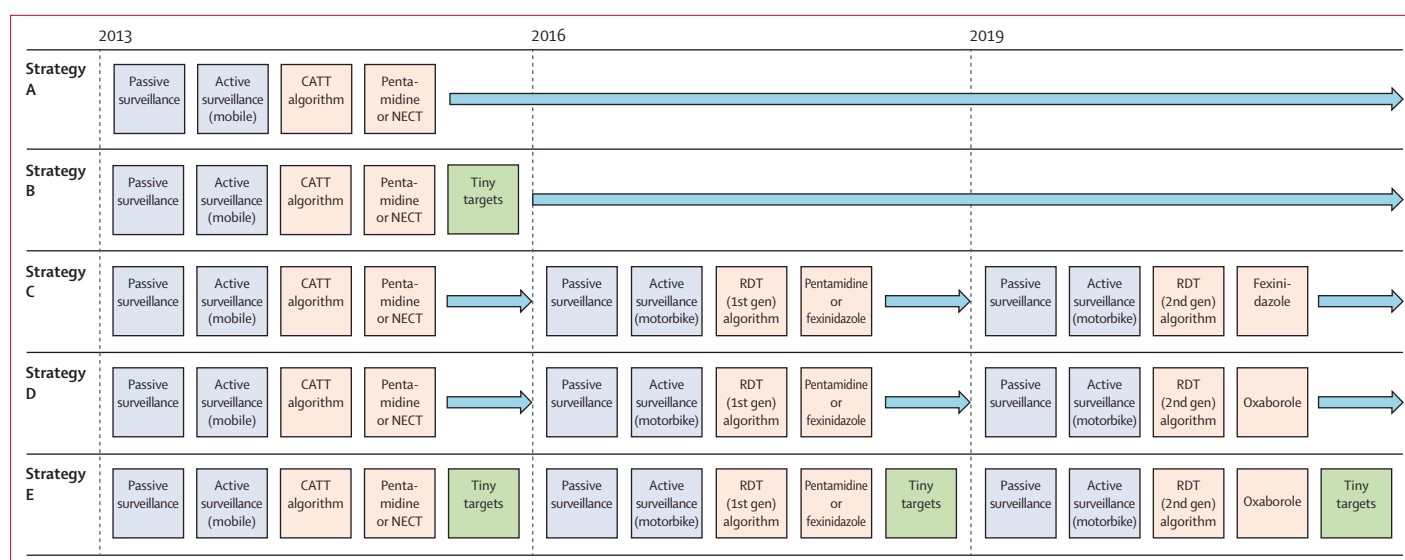 2013
2016
2019
Strategy
A
Passive
surveillance
Active
surveillance
(mobile)
CATT
algorithm
Penta-
midine
or NECT
Strategy
B
Passive
surveillance
Active
surveillance
(mobile)
CATT
algorithm
Penta-
midine
or NECT
Tiny
targets
Strategy
C
Passive
surveillance
Active
surveillance
(mobile)
CATT
algorithm
Penta-
midine
or NECT
Passive
surveillance
Active
surveillance
(motorbike)
RDT
(1st gen)
algorithm
Pentamidine
or
fexinidazole
Passive
surveillance
Active
surveillance
(motorbike)
RDT
(2nd gen)
algorithm
Fexini-
dazole
Strategy
D
Passive
surveillance
Active
surveillance
(mobile)
CATT
algorithm
Penta-
midine
or NECT
Passive
surveillance
Active
surveillance
(motorbike)
RDT
(1st gen)
algorithm
Pentamidine
or
fexinidazole
Passive
surveillance
Active
surveillance
(motorbike)
RDT
(2nd gen)
algorithm
Oxaborole
Strategy
E
Passive
surveillance
Active
surveillance
(mobile)
CATT
algorithm
Penta-
midine
or NECT
Tiny
targets
Passive
surveillance
Active
surveillance
(motorbike)
RDT
(1st gen)
algorithm
Pentamidine
or
fexinidazole
Tiny
targets
Passive
surveillance
Active
surveillance
(motorbike)
RDT
(2nd gen)
algorithm
Oxaborole
Tiny
targets